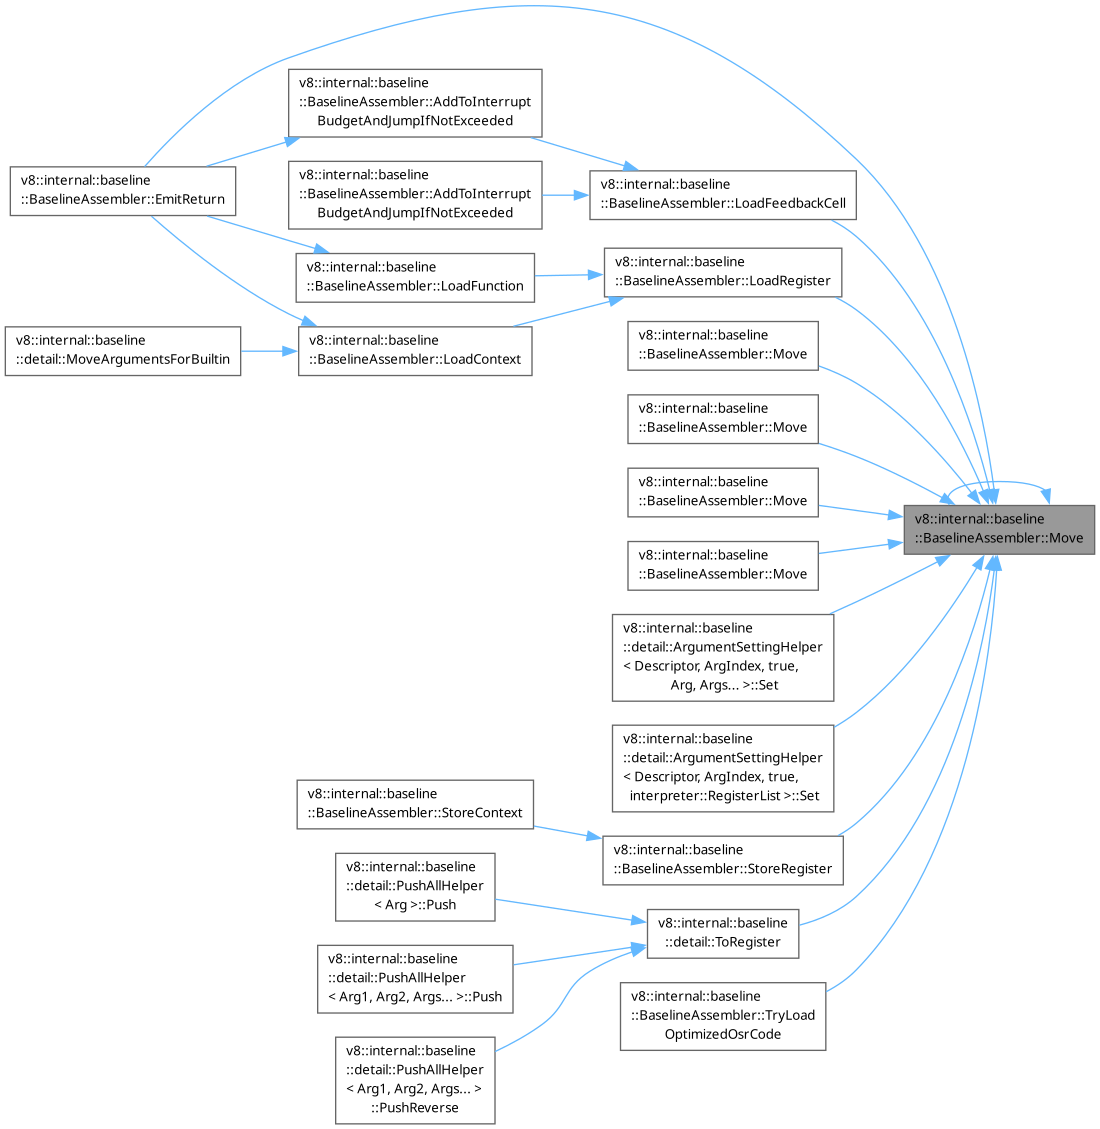 v8::internal::baseline
::BaselineAssembler::AddToInterrupt
BudgetAndJumpIfNotExceeded
v8::internal::baseline
::BaselineAssembler::EmitReturn
v8::internal::baseline
::BaselineAssembler::AddToInterrupt
BudgetAndJumpIfNotExceeded
v8::internal::baseline
::BaselineAssembler::LoadFeedbackCell
v8::internal::baseline
::BaselineAssembler::LoadFunction
v8::internal::baseline
::BaselineAssembler::LoadRegister
v8::internal::baseline
::detail::MoveArgumentsForBuiltin
v8::internal::baseline
::BaselineAssembler::LoadContext
v8::internal::baseline
::BaselineAssembler::Move
v8::internal::baseline
::BaselineAssembler::Move
v8::internal::baseline
::BaselineAssembler::Move
v8::internal::baseline
::BaselineAssembler::Move
v8::internal::baseline
::BaselineAssembler::Move
v8::internal::baseline
::detail::ArgumentSettingHelper
< Descriptor, ArgIndex, true,
Arg, Args... >::Set
v8::internal::baseline
::detail::ArgumentSettingHelper
< Descriptor, ArgIndex, true,
interpreter::RegisterList >::Set
v8::internal::baseline
::BaselineAssembler::StoreContext
v8::internal::baseline
::BaselineAssembler::StoreRegister
v8::internal::baseline
::detail::PushAllHelper
< Arg >::Push
v8::internal::baseline
::detail::ToRegister
v8::internal::baseline
::detail::PushAllHelper
< Arg1, Arg2, Args... >::Push
v8::internal::baseline
::BaselineAssembler::TryLoad
OptimizedOsrCode
v8::internal::baseline
::detail::PushAllHelper
< Arg1, Arg2, Args... >
::PushReverse